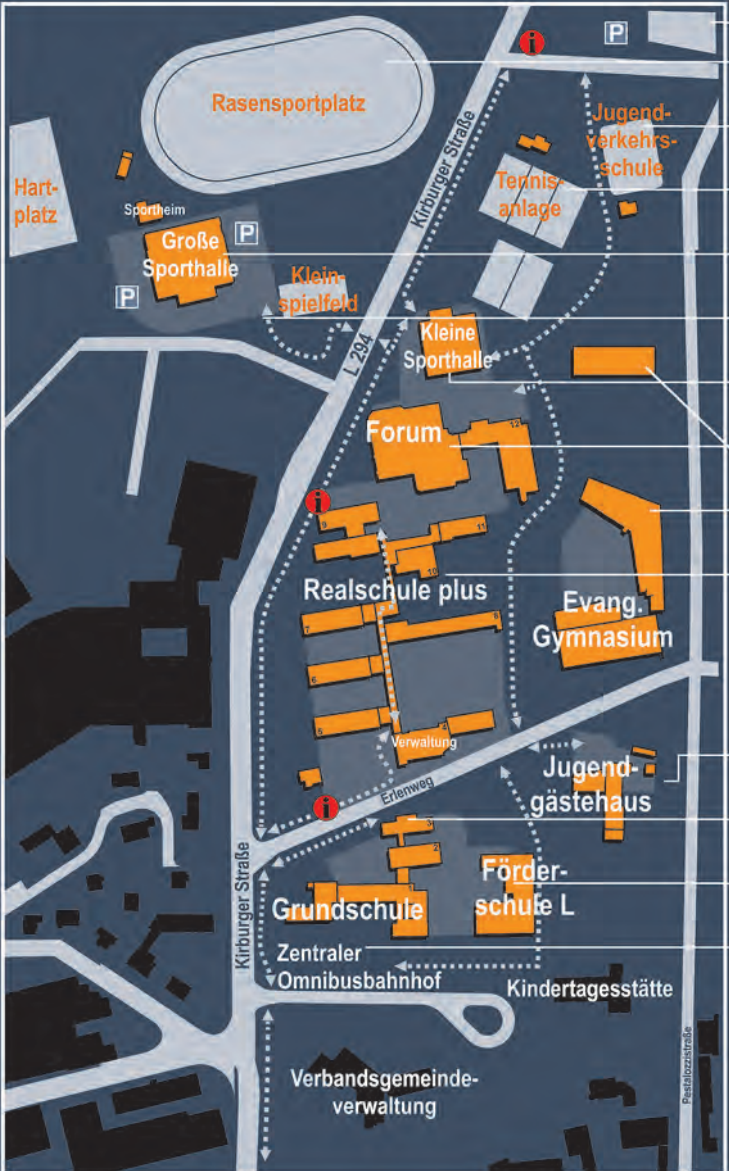 P
i
Rasensportplatz
Jugend-
verkehrs-
schule
Kirburger Straße
Hart-
platz
Tennis-
anlage
Sportheim
Große
Sporthalle
P
P
Klein-
spielfeld
L 294
Kleine
Sporthalle
Forum
12
i
9
11
10
Realschule plus
Evang.
Gymnasium
7
8
6
5
4
Verwaltung
Jugend-
gästehaus
Erlenweg
i
3
2
Förder-
schule L
Grundschule
Kirburger Straße
Zentraler
Omnibusbahnhof
Kindertagesstätte
Pestalozzistraße
Verbandsgemeinde-
verwaltung